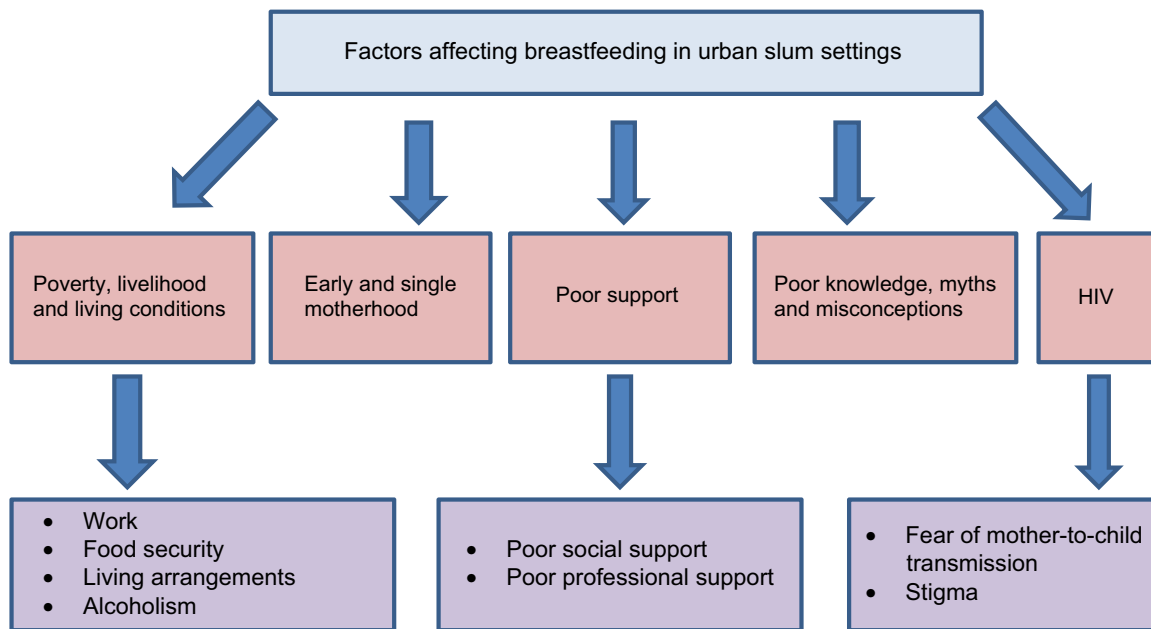 Factors affecting breastfeeding in urban slum settings
Poverty, livelihood
and living conditions
Early and single
motherhood
Poor support
Poor knowledge, myths
and misconceptions
HIV
• Work
• Food security
• Living arrangements
• Alcoholism
• Poor social support
• Poor professional support
• Fear of mother-to-child
transmission
• Stigma